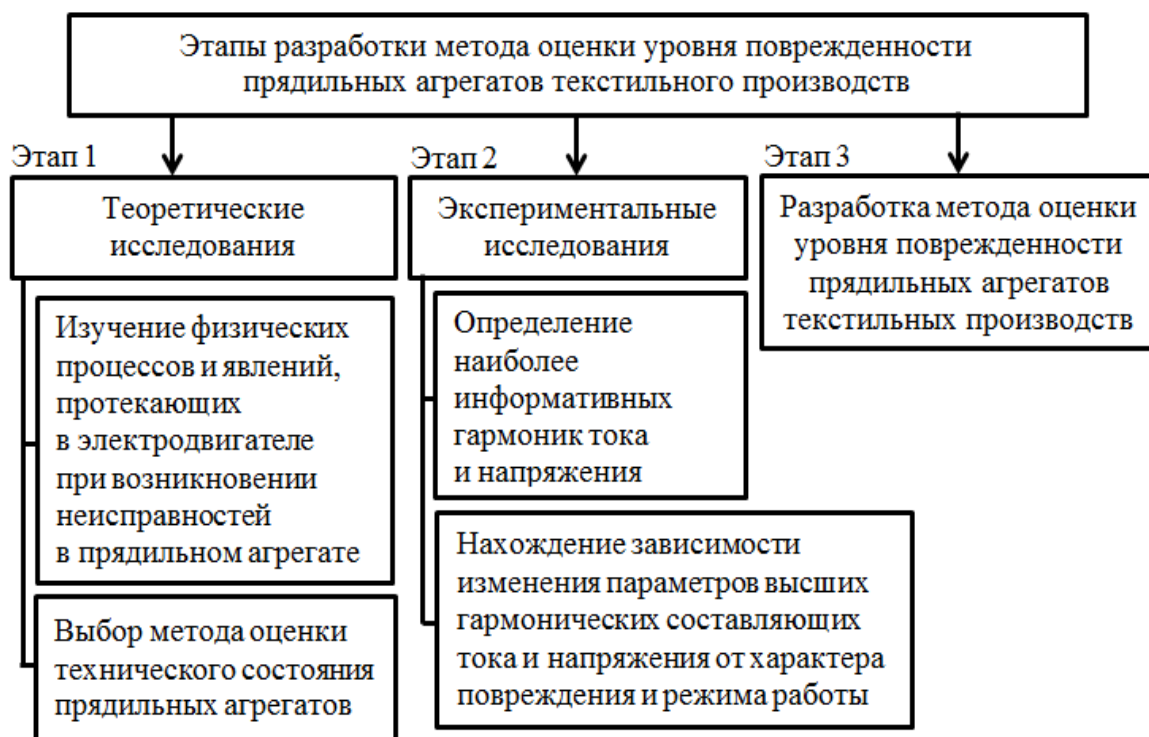 Этапы разработки метода оценки уровня поврежденности
прядильных агрегатов текстильного производств
Этап 1
Теоретические
исследования
Изучение физических
процессов и явлений,
протекающих
в электродвигателе
при возникновении
неисправностей
в прядильном агрегате
Выбор метода оценки
технического состояния
прядильных агрегатов
Этап 2
Экспериментальные
исследования
Определение
наиболее
информативных
гармоник тока
и напряжения
Нахождение зависимости
изменения параметров высших
гармонических составляющих
тока и напряжения от характера
повреждения и режима работы
Этап 3
Разработка метода оценки
уровня поврежденности
прядильных агрегатов
текстильных производств